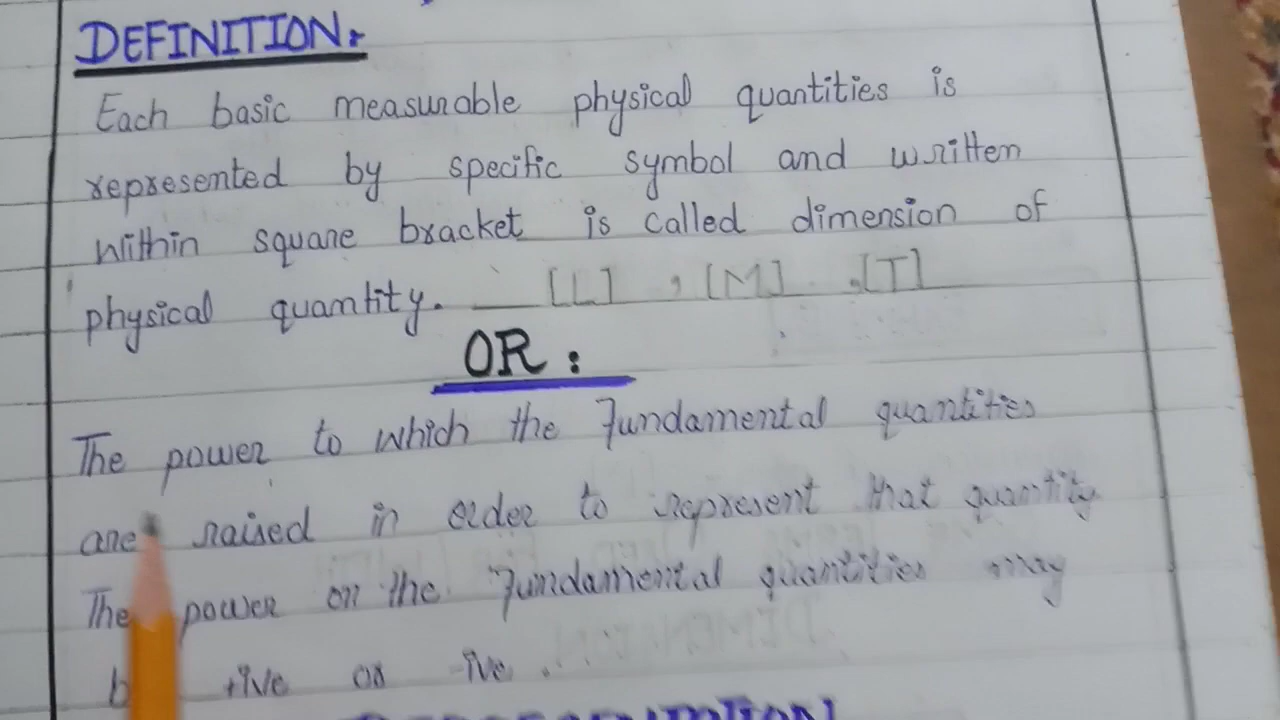 DEFINITION:
Each basic measurable physical quantities is
represented by specific symbol and written
within square bracket is called dimension of
physical quantity. [L] , [M] , [T]
OR :
The power to which the fundamental quantities
are raised in order to represent that quantity
The power on the fundamental quantities may
+ive or -ive .